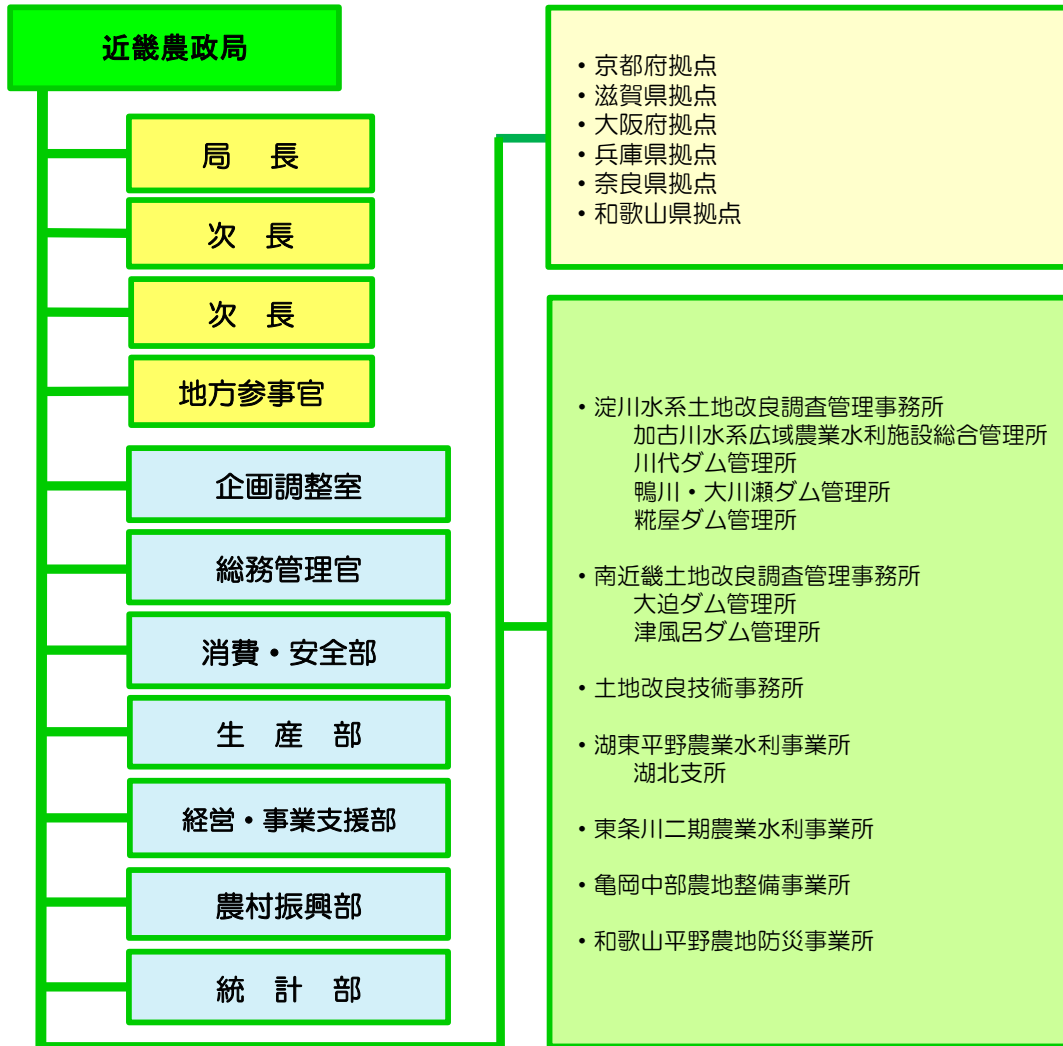 近畿農政局
局　長
次　長
次　長
地方参事官
企画調整室
総務管理官
消費・安全部
生　産　部
経営・事業支援部
農村振興部
統　計　部
・京都府拠点
・滋賀県拠点
・大阪府拠点
・兵庫県拠点
・奈良県拠点
・和歌山県拠点
・淀川水系土地改良調査管理事務所
加古川水系広域農業水利施設総合管理所
川代ダム管理所
鴨川・大川瀬ダム管理所
糀屋ダム管理所
・南近畿土地改良調査管理事務所
大迫ダム管理所
津風呂ダム管理所
・土地改良技術事務所
・湖東平野農業水利事業所
湖北支所
・東条川二期農業水利事業所
・亀岡中部農地整備事業所
・和歌山平野農地防災事業所